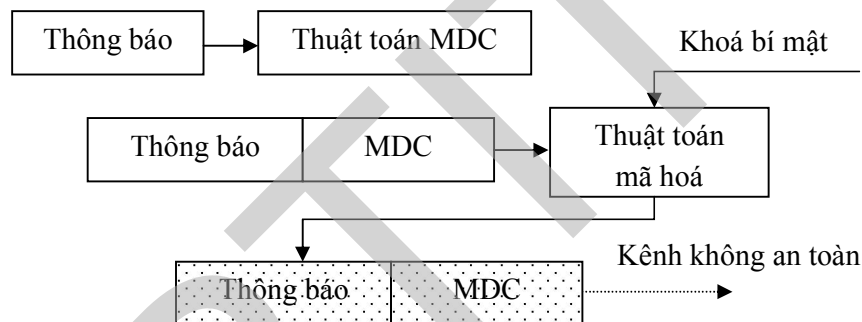 Thông báo
Thuật toán MDC
Khoá bí mật
Thông báo
MDC
Thuật toán
mã hoá
Kênh không an toàn
Thông báo
MDC